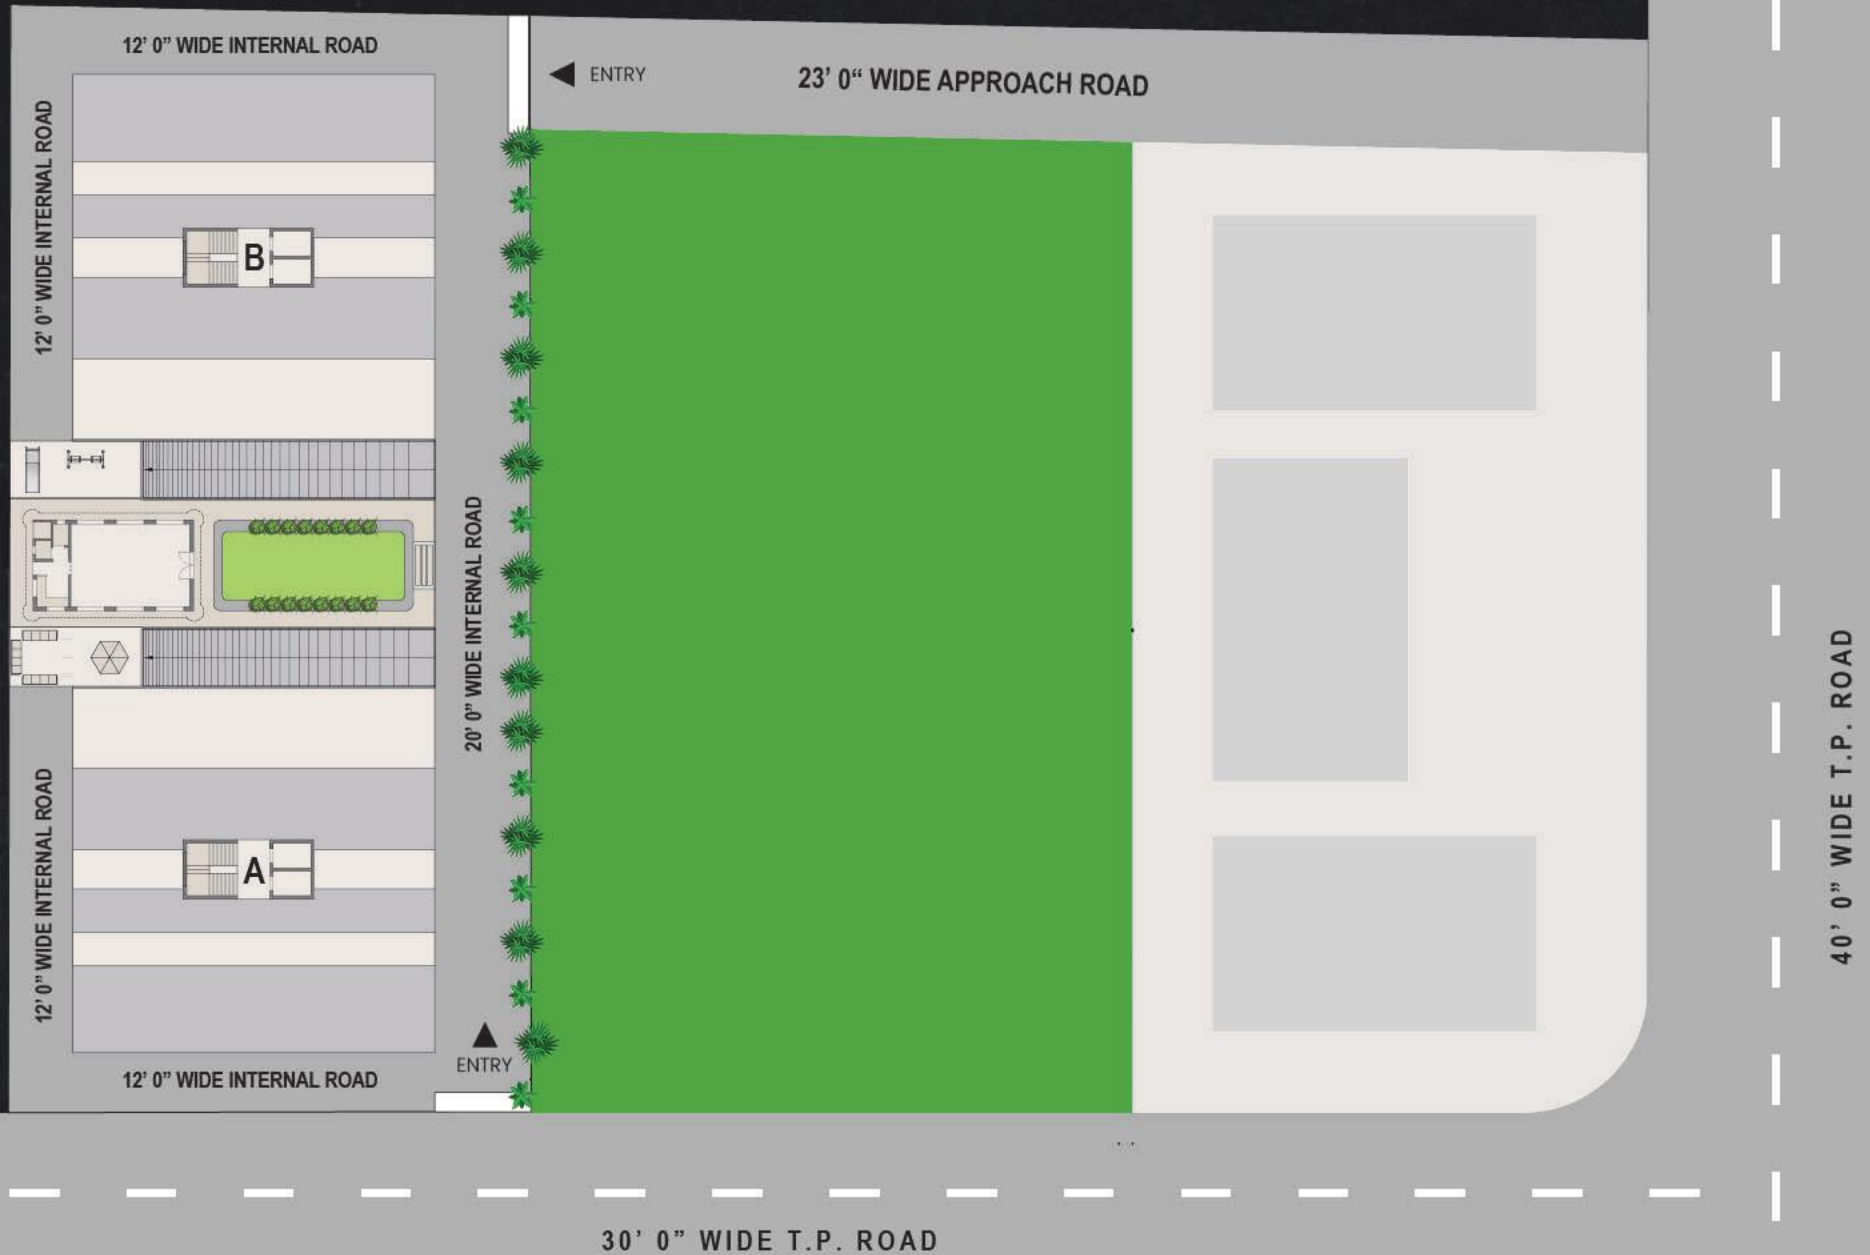 12' 0" WIDE INTERNAL ROAD
ENTRY
23' 0“ WIDE APPROACH ROAD
12' 0" WIDE INTERNAL ROAD
B
20' 0" WIDE INTERNAL ROAD
40' 0" WIDE T.P. ROAD
12' 0" WIDE INTERNAL ROAD
A
ENTRY
12' 0" WIDE INTERNAL ROAD
30' 0" WIDE T.P. ROAD